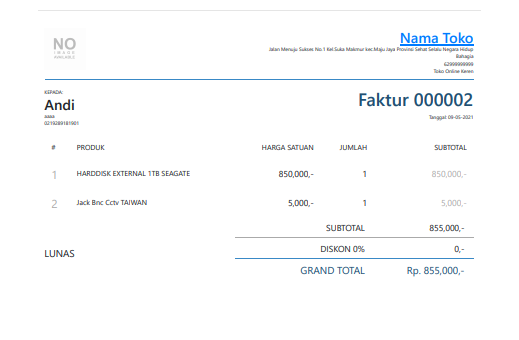 NO
IMAGE
AVAILABLE
Nama Toko
Jalan Menuju Sukses No.1 Kel.Suka Makmur kec.Maju Jaya Provinsi Sehat Selalu Negara Hidup
Bahagia
62999999999
Toko Online Keren
KEPADA:
Andi
aaaa
0219289181901
Faktur 000002
Tanggal: 09-05-2021
# PRODUK HARGA SATUAN JUMLAH SUBTOTAL
1 HARDDISK EXTERNAL 1TB SEAGATE 850,000,- 1 850,000,-
2 Jack Bnc Cctv TAIWAN 5,000,- 1 5,000,-
SUBTOTAL 855,000,-
DISKON 0% 0,-
LUNAS
GRAND TOTAL Rp. 855,000,-